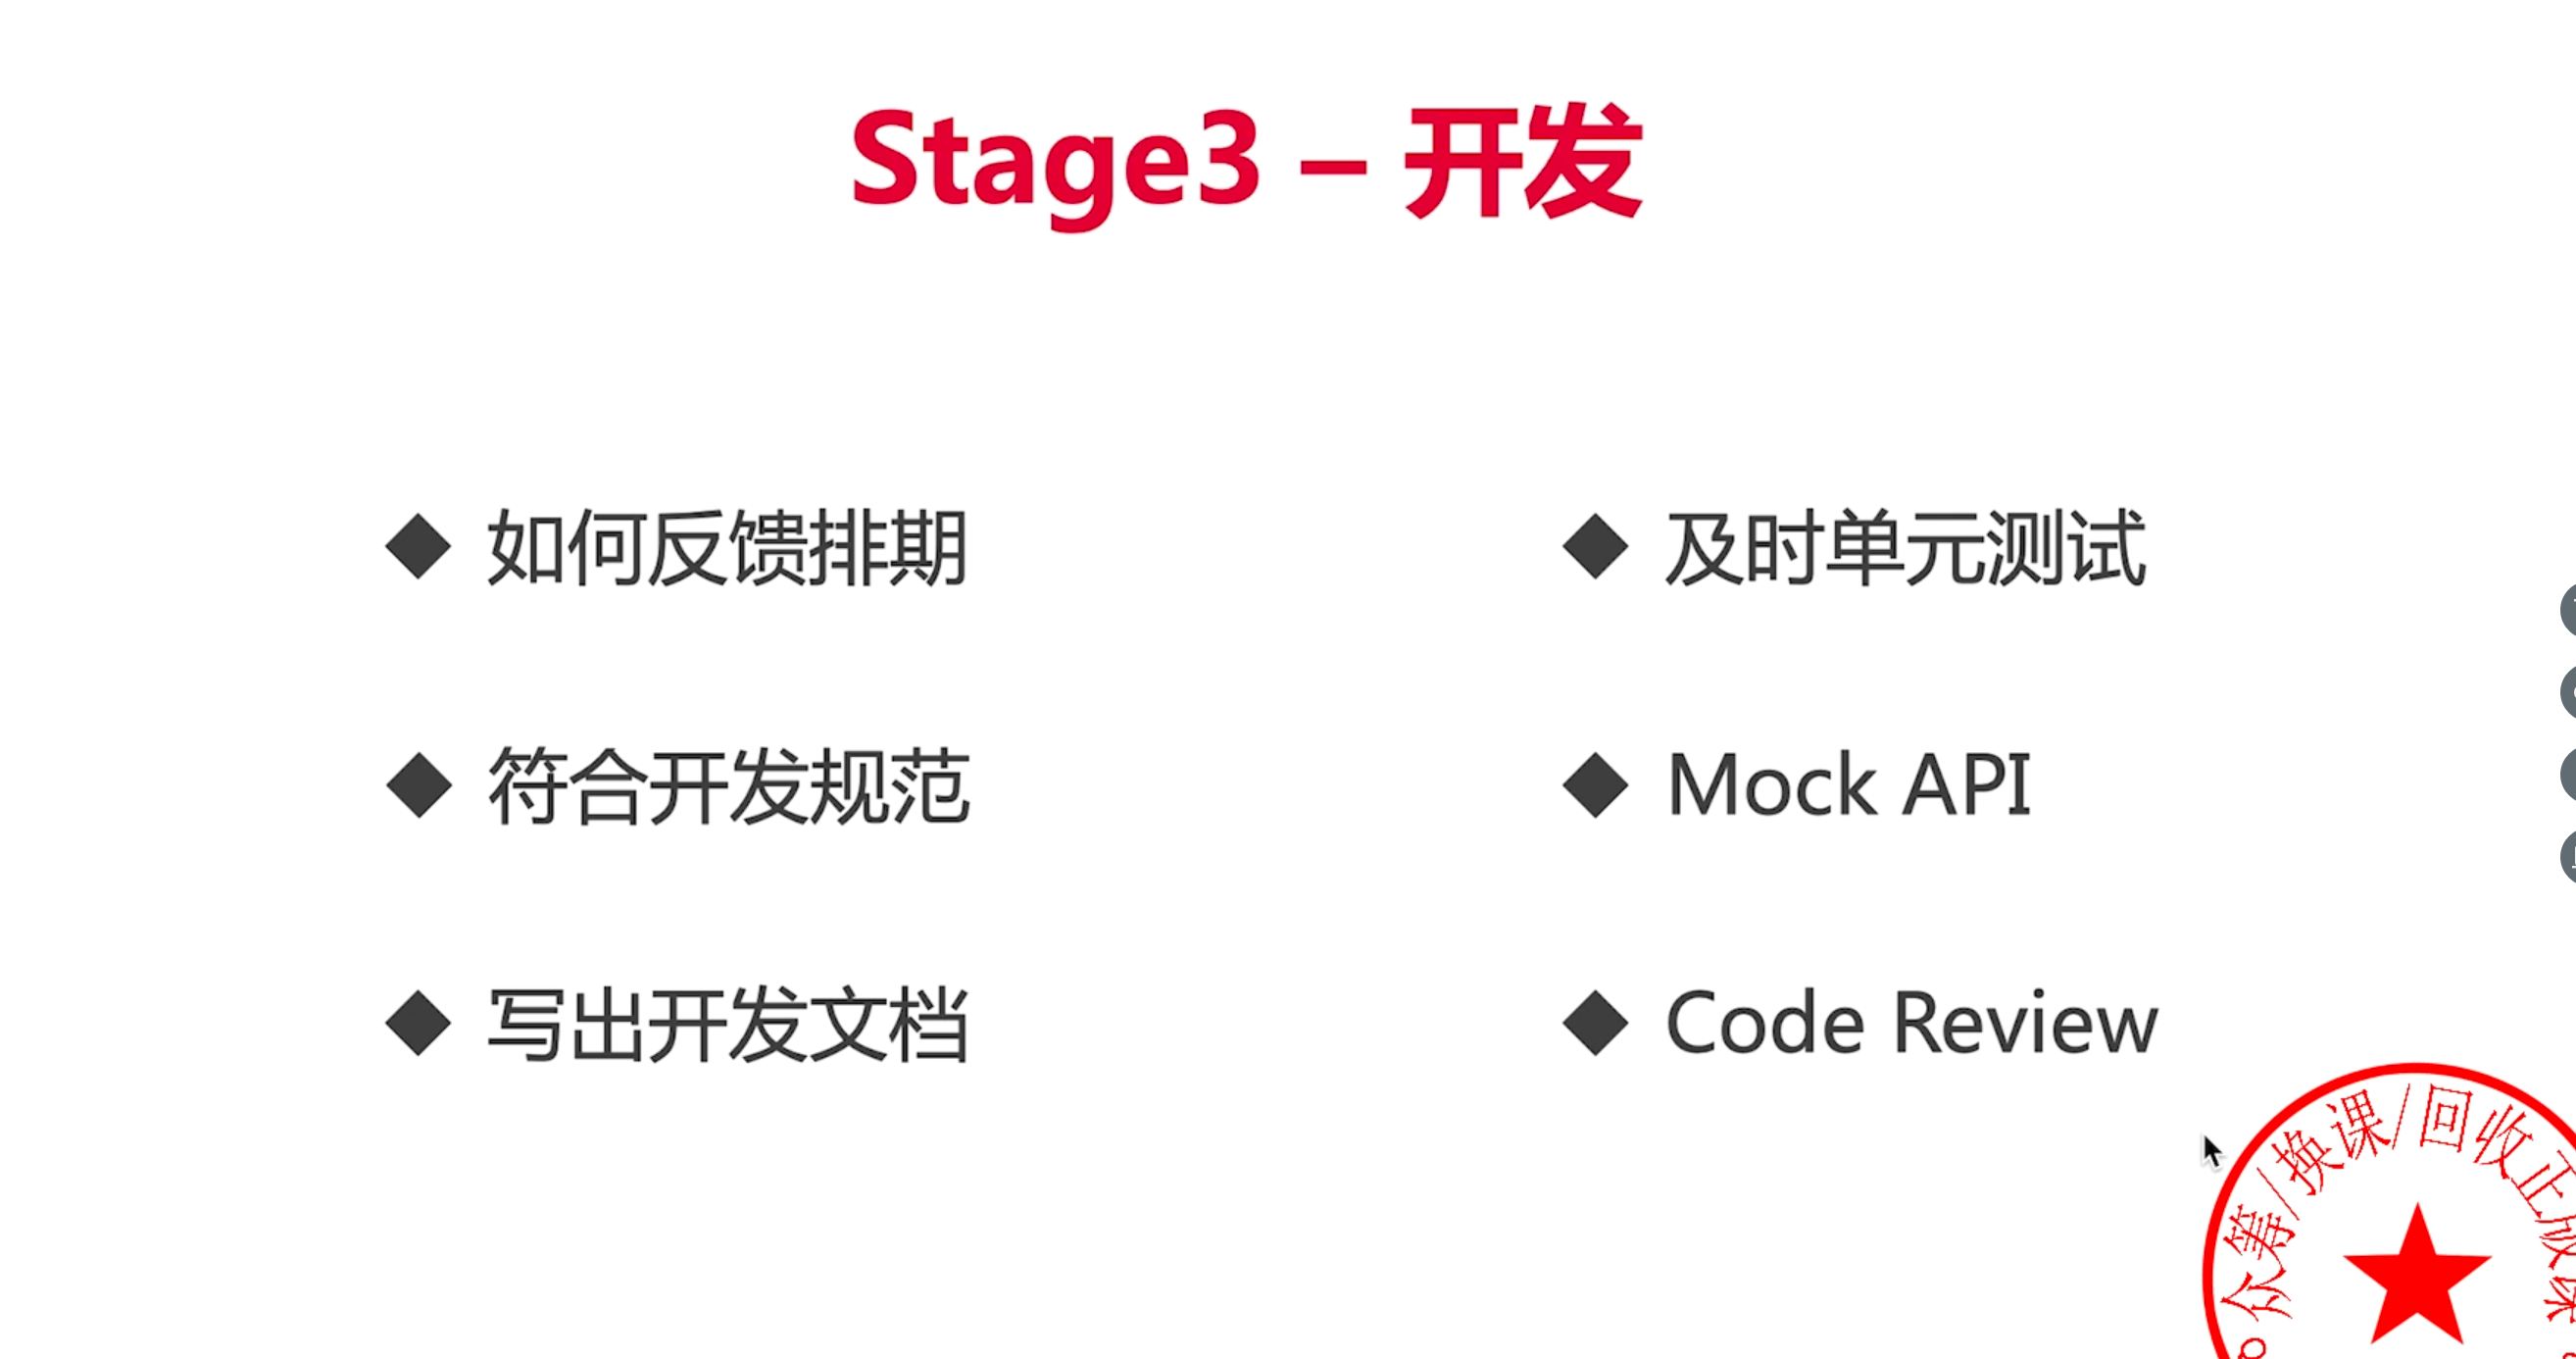 Stage3 – 开发
如何反馈排期
符合开发规范
写出开发文档
及时单元测试
Mock API
Code Review
众筹/换课/回收正版课